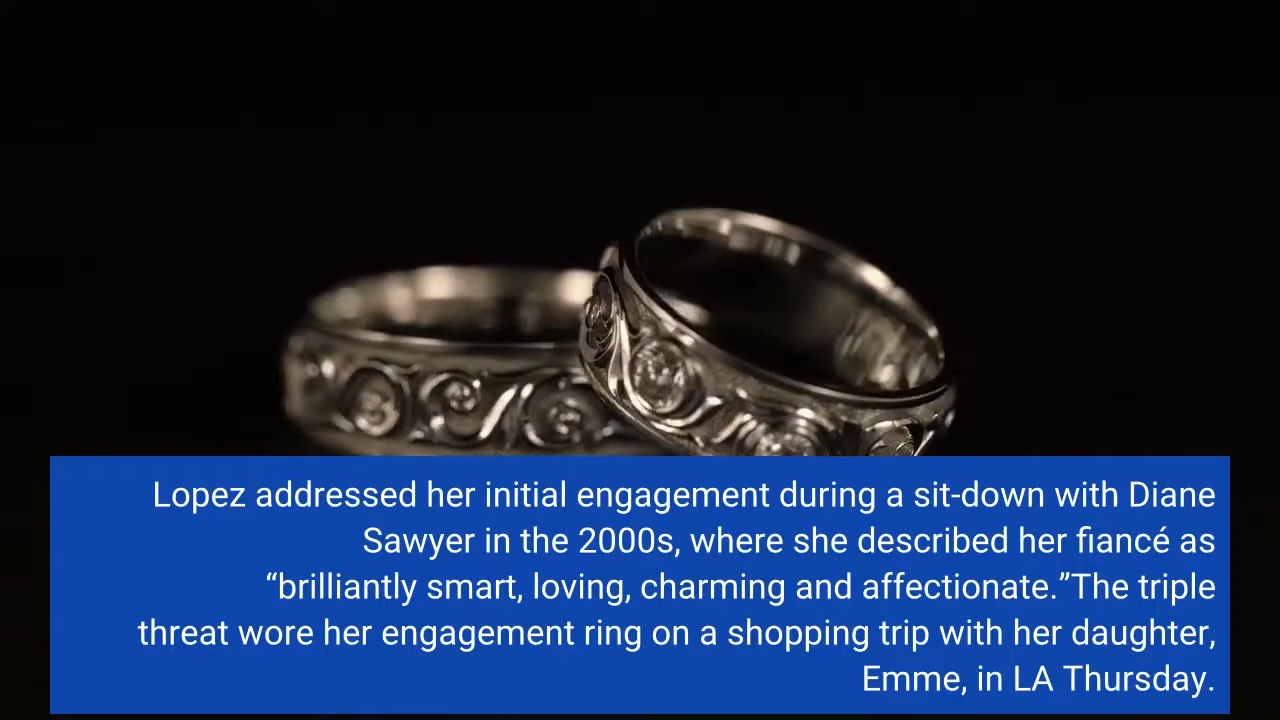 Lopez addressed her initial engagement during a sit-down with Diane
Sawyer in the 2000s, where she described her fiancé as
“brilliantly smart, loving, charming and affectionate.”The triple
threat wore her engagement ring on a shopping trip with her daughter,
Emme, in LA Thursday.